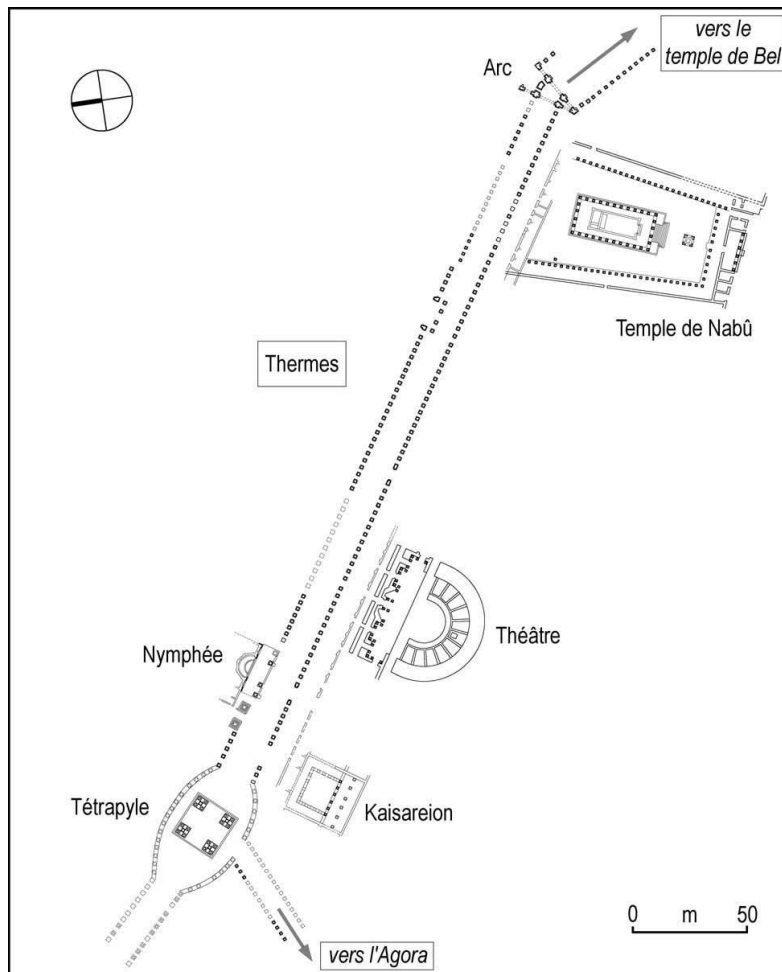 vers le
temple de Bel
Arc
Temple de Nabû
Thermes
Théâtre
Nymphée
Tétrapyle
Kaisareion
0 m 50
vers l'Agora